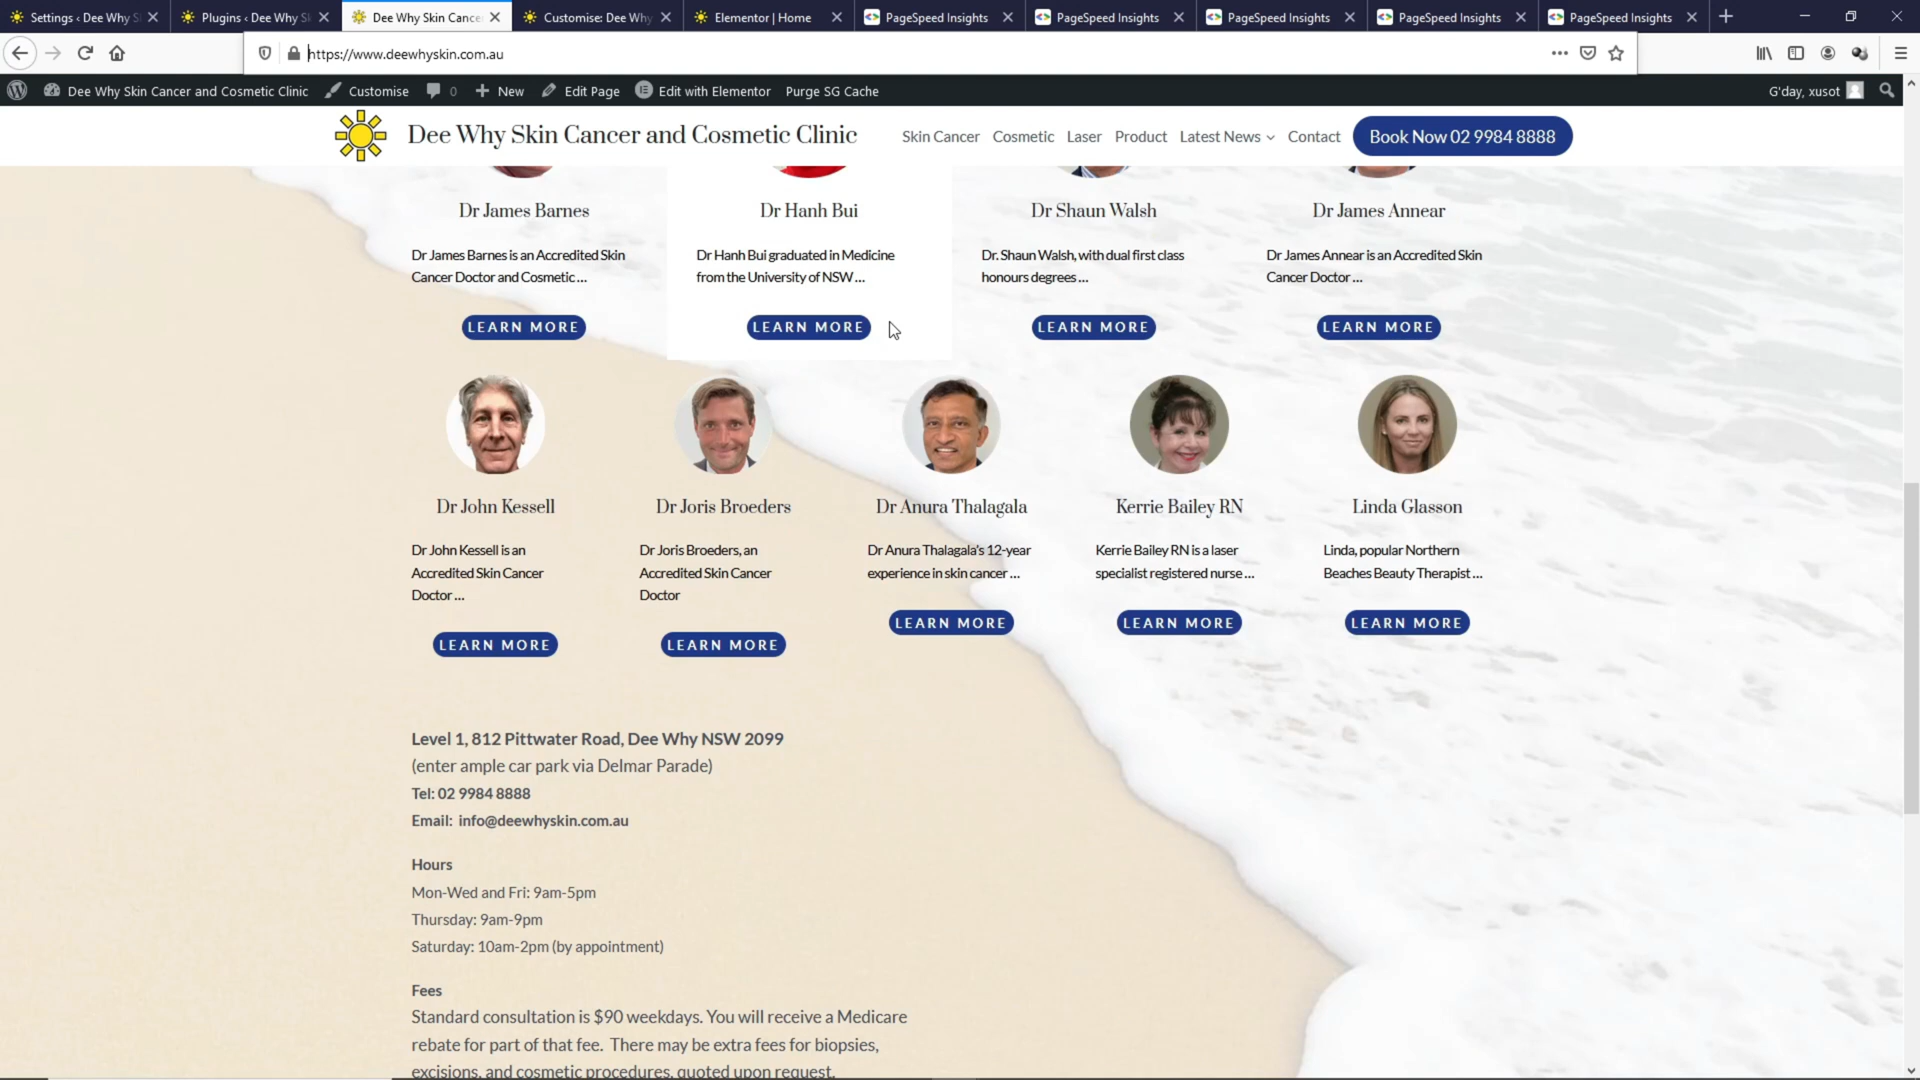 Settings ‹ Dee Why S
Plugins ‹ Dee Why Sk
Dee Why Skin Cance
Customise: Dee Why
Elementor | Home
PageSpeed Insights
PageSpeed Insights
PageSpeed Insights
PageSpeed Insights
PageSpeed Insights
https://www.deewhyskin.com.au
Dee Why Skin Cancer and Cosmetic Clinic Customise 0 New Edit Page Edit with Elementor Purge SG Cache G'day, xusot
Dee Why Skin Cancer and Cosmetic Clinic
Skin Cancer Cosmetic Laser Product Latest News Contact Book Now 02 9984 8888
Dr James Barnes
Dr James Barnes is an Accredited Skin
Cancer Doctor and Cosmetic ...
LEARN MORE
Dr Hanh Bui
Dr Hanh Bui graduated in Medicine
from the University of NSW ...
LEARN MORE
Dr Shaun Walsh
Dr. Shaun Walsh, with dual first class
honours degrees ...
LEARN MORE
Dr James Annear
Dr James Annear is an Accredited Skin
Cancer Doctor ...
LEARN MORE
Dr John Kessell
Dr John Kessell is an
Accredited Skin Cancer
Doctor ...
LEARN MORE
Dr Joris Broeders
Dr Joris Broeders, an
Accredited Skin Cancer
Doctor
LEARN MORE
Dr Anura Thalagala
Dr Anura Thalagala's 12-year
experience in skin cancer ...
LEARN MORE
Kerrie Bailey RN
Kerrie Bailey RN is a laser
specialist registered nurse ...
LEARN MORE
Linda Glasson
Linda, popular Northern
Beaches Beauty Therapist ...
LEARN MORE
Level 1, 812 Pittwater Road, Dee Why NSW 2099
(enter ample car park via Delmar Parade)
Tel: 02 9984 8888
Email: info@deewhyskin.com.au
Hours
Mon-Wed and Fri: 9am-5pm
Thursday: 9am-9pm
Saturday: 10am-2pm (by appointment)
Fees
Standard consultation is $90 weekdays. You will receive a Medicare
rebate for part of that fee. There may be extra fees for biopsies,
excisions, and cosmetic procedures, quoted upon request.